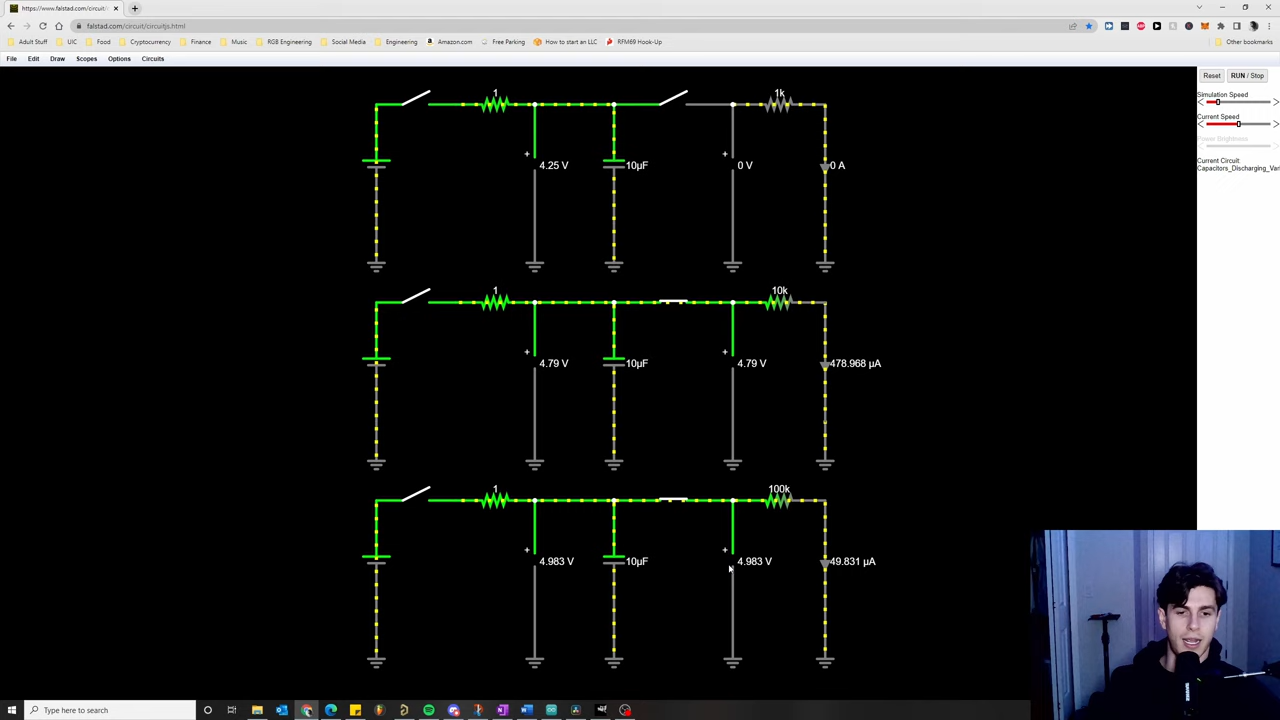 https://www.falstad.com/circuit/
falstad.com/circuit/circuitjs.html
Adult Stuff UIC Food Cryptocurrency Finance Music RGB Engineering Social Media Engineering Amazon.com Free Parking How to start an LLC RFM69 Hook-Up Other bookmarks
File Edit Draw Scopes Options Circuits
Reset RUN / Stop
Simulation Speed
Current Speed
Power Brightness
Current Circuit:
Capacitors_Discharging_Vari
1 1k
+ 4.25 V 10µF + 0 V 0 A
1 10k
+ 4.79 V 10µF + 4.79 V 478.968 µA
1 100k
+ 4.983 V 10µF + 4.983 V 49.831 µA
Type here to search